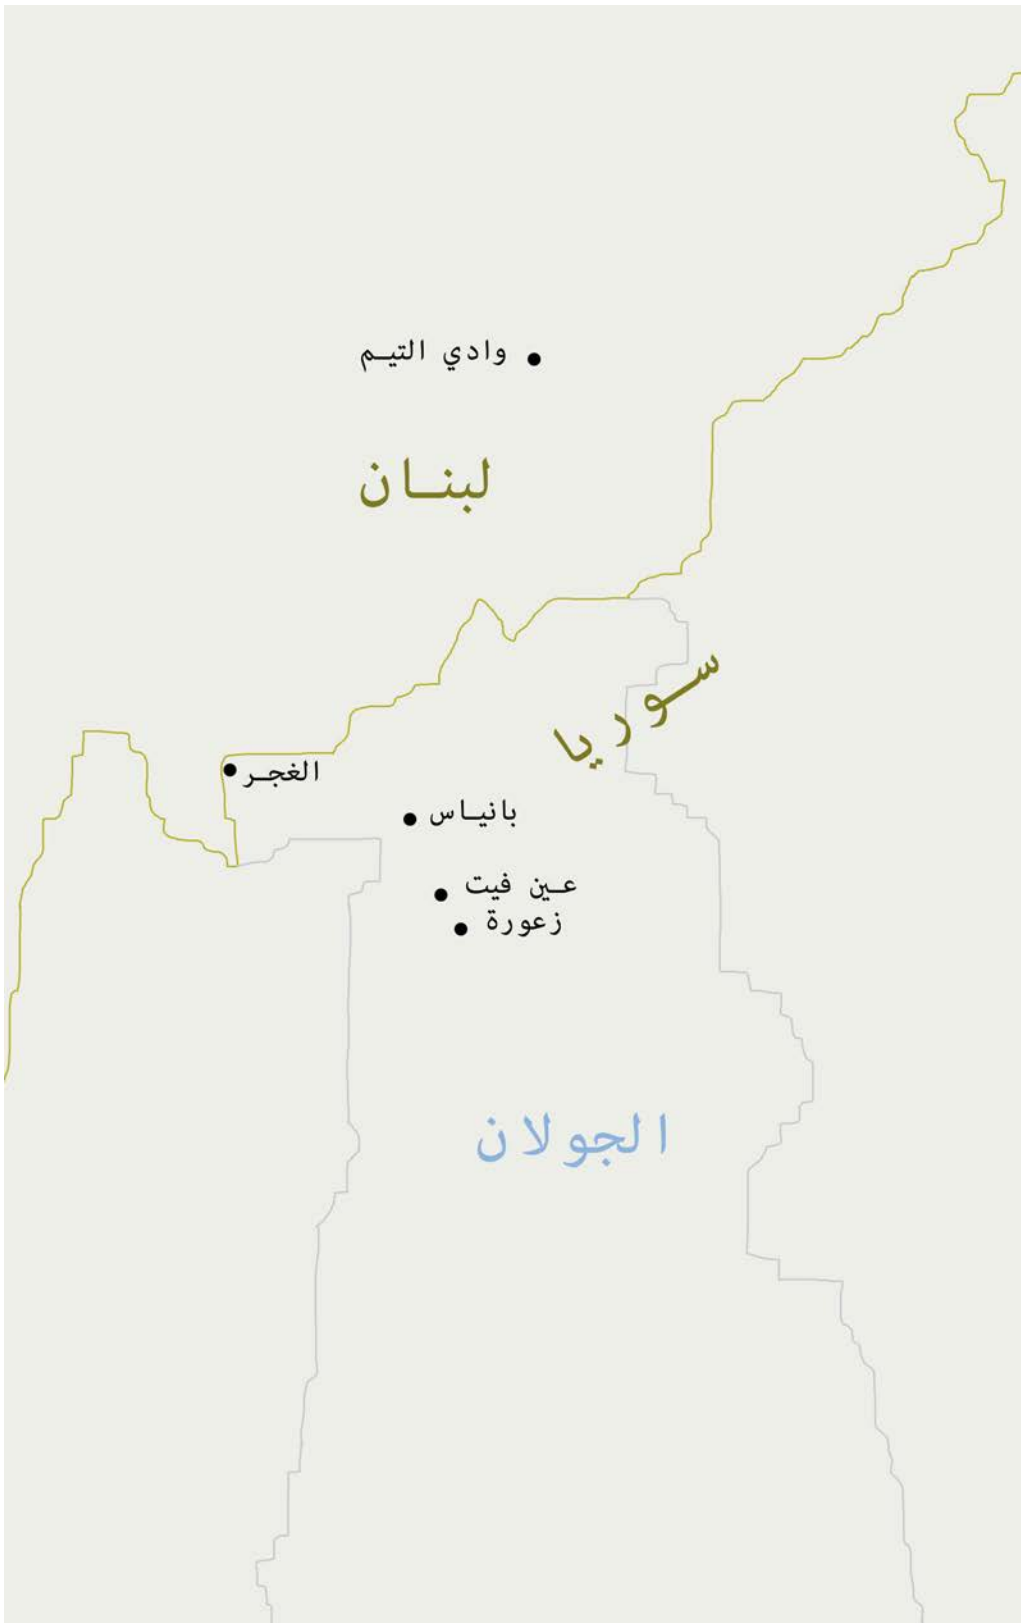 وادي التيم
لبنان
سوريا
الغجر
بانياس
عين فيت
زعورة
الجولان